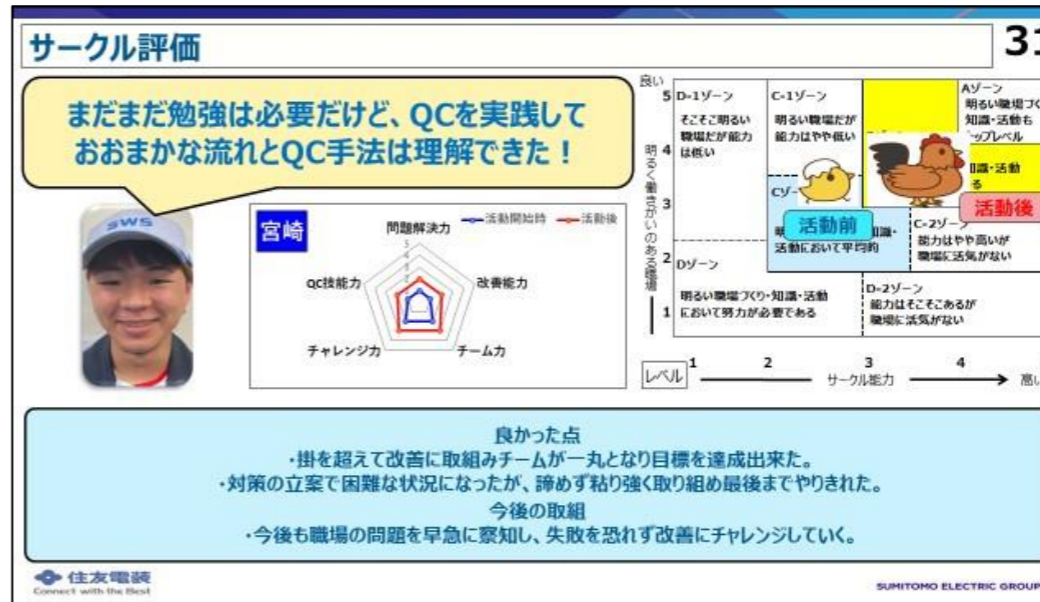 サークル評価
31
まだまだ勉強は必要だけど、QCを実践して
おおまかな流れとQC手法は理解できた！
SWS
宮崎
活動開始時
活動後
問題解決力
改善能力
チーム力
チャレンジ力
QC技能力
5
4
3
良い
5
4
3
2
1
明るく働きがいのある職場
D-1ゾーン
そこそこ明るい
職場だが能力
は低い
C-1ゾーン
明るい職場だが
能力はやや低い
Aゾーン
明るい職場づく
知識・活動も
ップレベル
知識・活動
る
Cゾー
活動前
知識・
活動において平均的
活動後
C-2ゾーン
能力はやや高いが
職場に活気がない
Dゾーン
明るい職場づくり・知識・活動
において努力が必要である
D-2ゾーン
能力はそこそこあるが
職場に活気がない
レベル
1
2
3
4
サークル能力
高い
良かった点
・掛を超えて改善に取組みチームが一丸となり目標を達成出来た。
・対策の立案で困難な状況になったが、諦めず粘り強く取り組め最後までやりきれた。
今後の取組
・今後も職場の問題を早急に察知し、失敗を恐れず改善にチャレンジしていく。
住友電装
Connect with the Best
SUMITOMO ELECTRIC GROUP